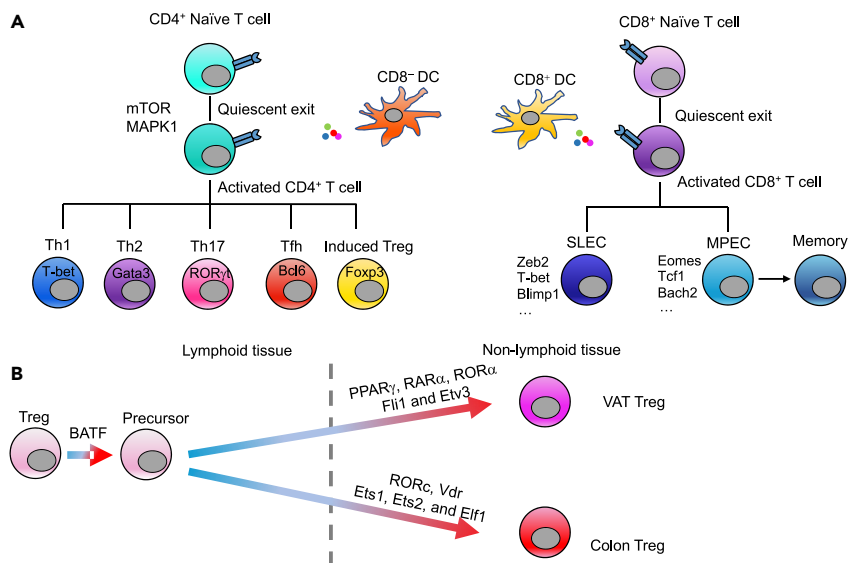 A
CD4⁺ Naïve T cell
CD8⁺ Naïve T cell
CD8⁻ DC
CD8⁺ DC
mTOR
MAPK1
Quiescent exit
Quiescent exit
Activated CD4⁺ T cell
Activated CD8⁺ T cell
Th1
Th2
Th17
Tfh
Induced Treg
T-bet
Gata3
RORγt
Bcl6
Foxp3
SLEC
MPEC
Memory
Zeb2
T-bet
Blimp1
...
Eomes
Tcf1
Bach2
...
B
Lymphoid tissue
Non-lymphoid tissue
Treg
BATF
Precursor
PPARγ, RARα, RORα
Fli1 and Etv3
VAT Treg
RORc, Vdr
Ets1, Ets2, and Elf1
Colon Treg